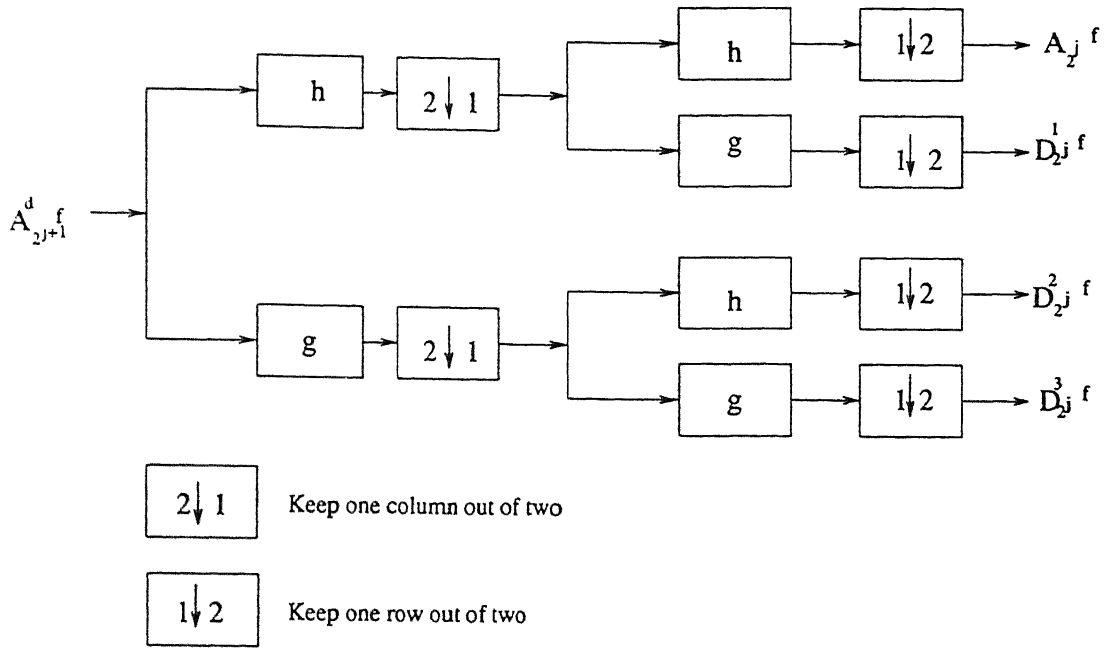 h
1↓2
A_{2^j} f
h
2↓1
g
1↓2
D^1_{2^j} f
A^d_{2^{j+1}} f
h
1↓2
D^2_{2^j} f
g
2↓1
g
1↓2
D^3_{2^j} f
2↓1 Keep one column out of two
1↓2 Keep one row out of two